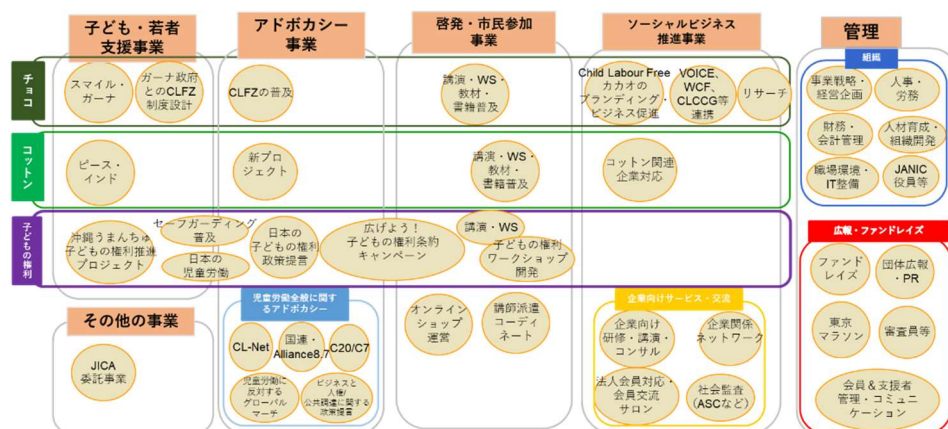 子ども・若者
支援事業
アドボカシー
事業
啓発・市民参加
事業
ソーシャルビジネス
推進事業
管理
チョコ
スマイル・
ガーナ
ガーナ政府
とのCLFZ
制度設計
CLFZの普及
講演・WS・
教材・
書籍普及
Child Labour Free
カカオの
ブランディング・
ビジネス促進
VOICE、
WCF、
CLCCG等
連携
リサーチ
コットン
ピース・
インド
新プロ
ジェクト
講演・WS・
教材・
書籍普及
コットン関連
企業対応
子どもの権利
沖縄うまんちゅ
子どもの権利推進
プロジェクト
セーフガーディング
普及
日本の
児童労働
日本の
子どもの権利
政策提言
広げよう！
子どもの権利条約
キャンペーン
講演・WS
子どもの権利
ワークショップ
開発
その他の事業
JICA
委託事業
児童労働全般に関す
るアドボカシー
CL-Net
国連・
Alliance8.7
C20/C7
児童労働に
反対する
グローバル
マーチ
ビジネスと
人権/
公共調達に関する
政策提言
オンライン
ショップ
運営
講師派遣
コーディ
ネート
企業向けサービス・交流
企業向け
研修・講演・
コンサル
企業関係
ネットワーク
法人会員対応・
会員交流
サロン
社会監査
（ASCなど）
組織
事業戦略・
経営企画
人事・
労務
財務・
会計管理
人材育成・
組織開発
職場環境・
IT整備
JANIC
役員等
広報・ファンドレイズ
ファンド
レイズ
団体広報
・PR
東京
マラソン
審査員等
会員＆支援者
管理・コミュニ
ケーション